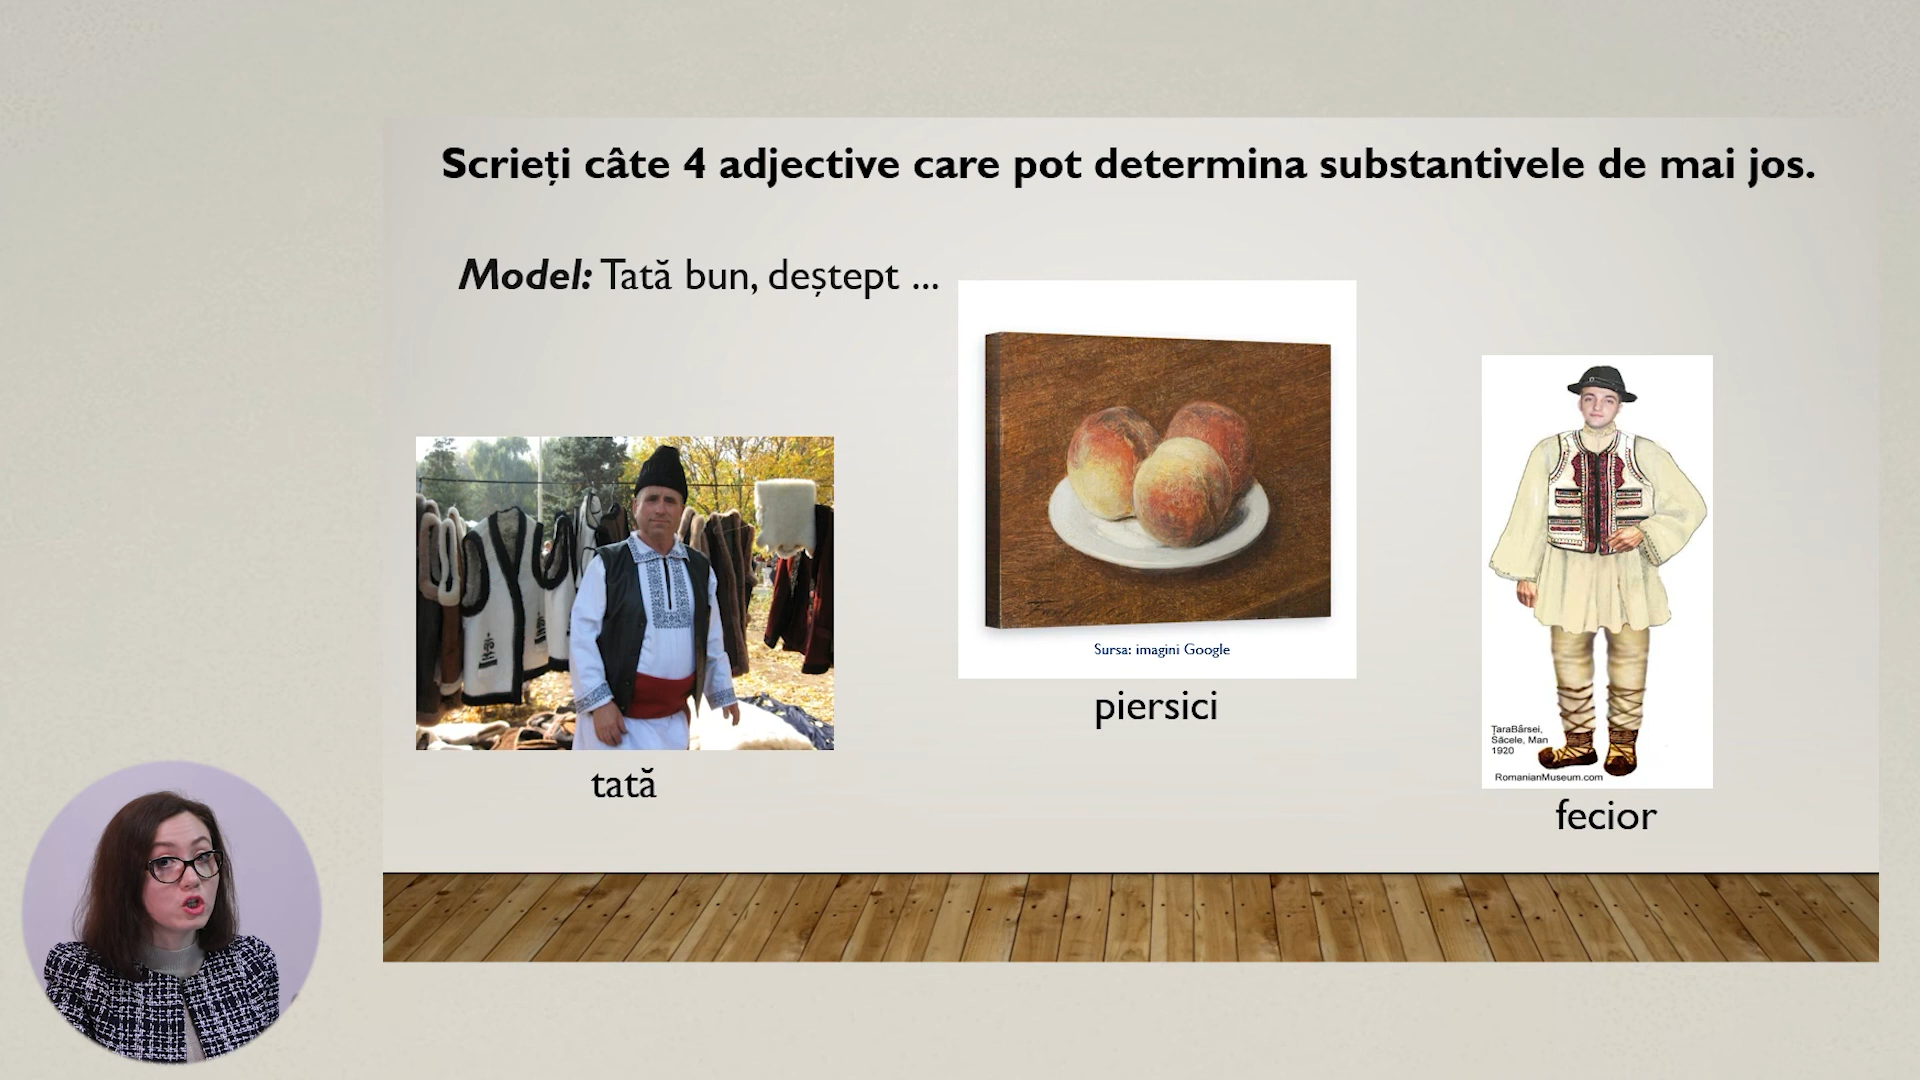 Scrieți câte 4 adjective care pot determina substantivele de mai jos.
Model: Tată bun, deștept ...
Sursa: imagini Google
piersici
tată
ȚaraBârsei,
Săcele, Man
1920
RomanianMuseum.com
fecior